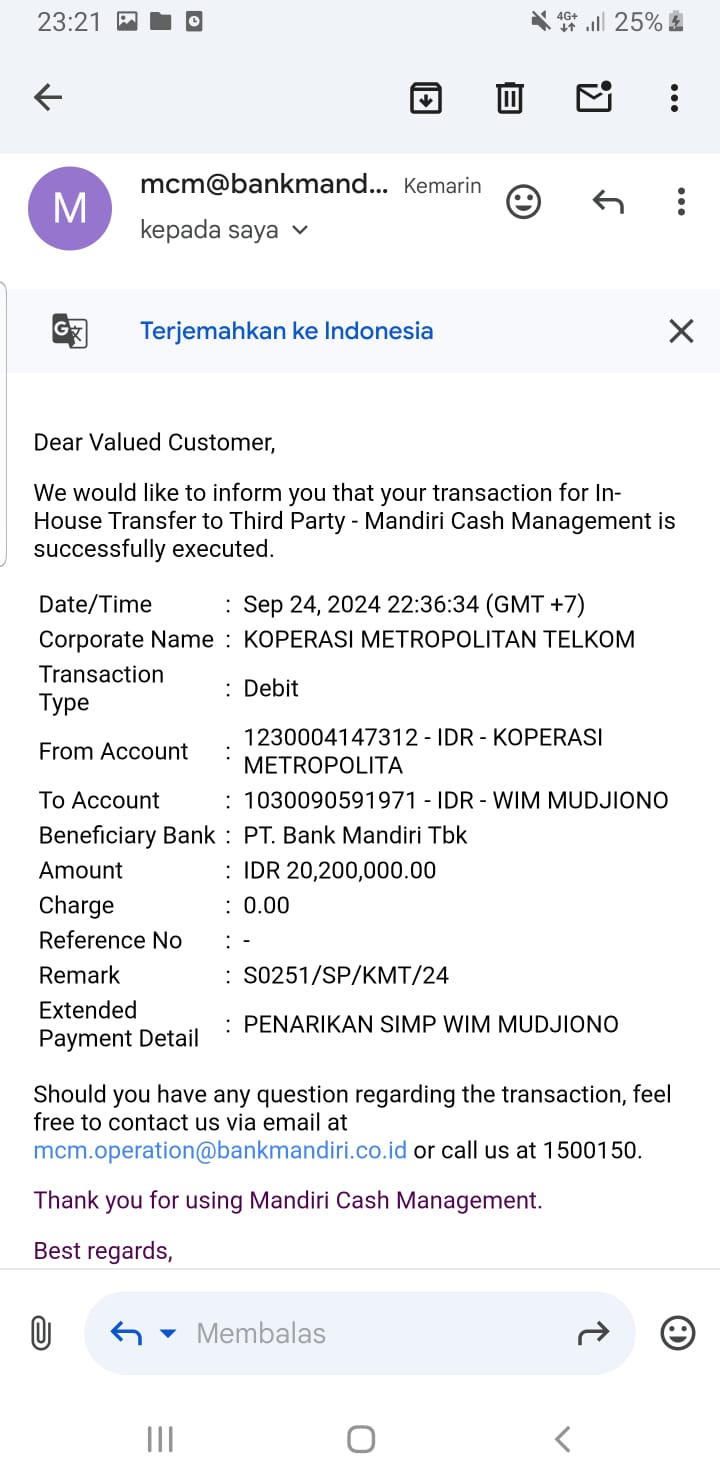 23:21
4G+ 25%
mcm@bankmand... Kemarin
M
kepada saya
Terjemahkan ke Indonesia
Dear Valued Customer,
We would like to inform you that your transaction for In-
House Transfer to Third Party - Mandiri Cash Management is
successfully executed.
Date/Time : Sep 24, 2024 22:36:34 (GMT +7)
Corporate Name : KOPERASI METROPOLITAN TELKOM
Transaction
Type : Debit
From Account : 1230004147312 - IDR - KOPERASI
METROPOLITA
To Account : 1030090591971 - IDR - WIM MUDJIONO
Beneficiary Bank : PT. Bank Mandiri Tbk
Amount : IDR 20,200,000.00
Charge : 0.00
Reference No : -
Remark : S0251/SP/KMT/24
Extended
Payment Detail : PENARIKAN SIMP WIM MUDJIONO
Should you have any question regarding the transaction, feel
free to contact us via email at
mcm.operation@bankmandiri.co.id or call us at 1500150.
Thank you for using Mandiri Cash Management.
Best regards,
Membalas